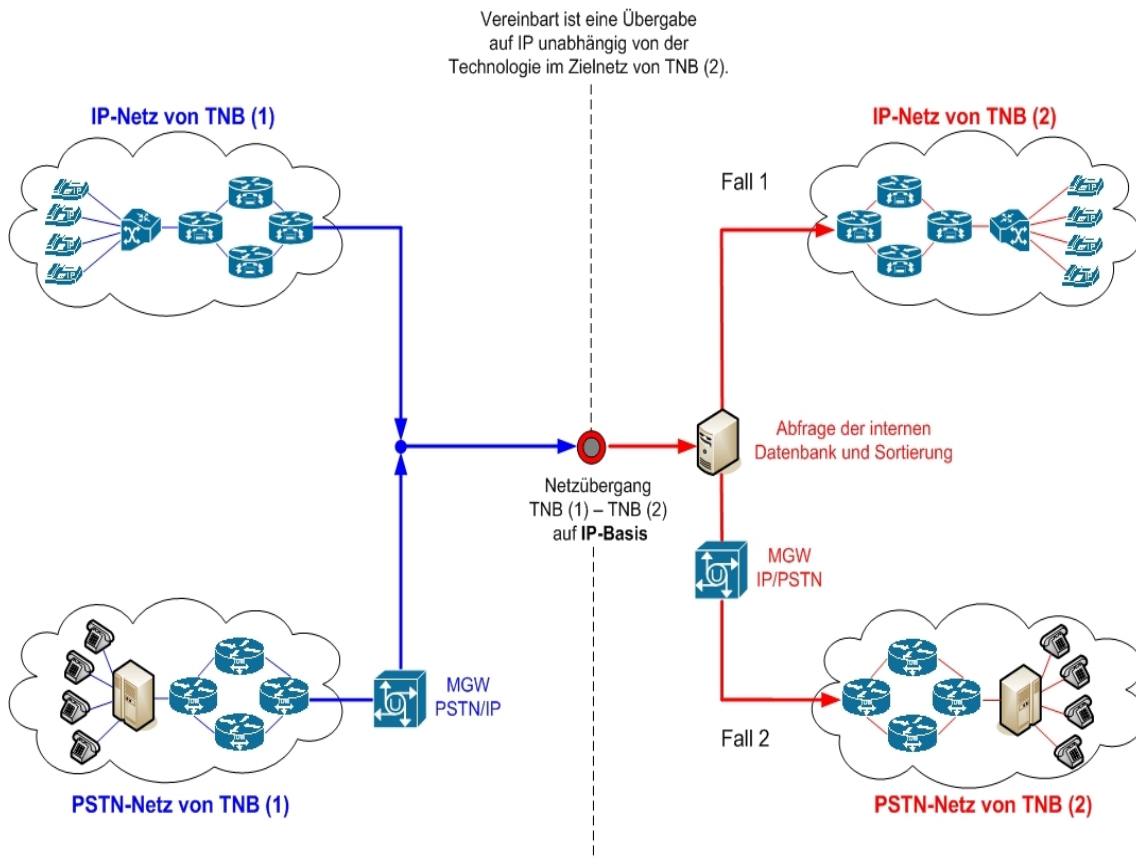 Vereinbart ist eine Übergabe
auf IP unabhängig von der
Technologie im Zielnetz von TNB (2).
IP-Netz von TNB (1)
IP-Netz von TNB (2)
Fall 1
Abfrage der internen
Datenbank und Sortierung
Netzübergang
TNB (1) – TNB (2)
auf IP-Basis
MGW
IP/PSTN
MGW
PSTN/IP
Fall 2
PSTN-Netz von TNB (1)
PSTN-Netz von TNB (2)